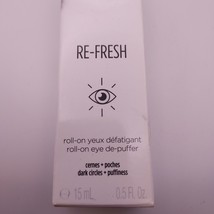 RE-FRESH
roll-on yeux défatigant
roll-on eye de-puffer
cernes • poches
dark circles • puffiness
℮ 15 mL 0.5 Fl. Oz.